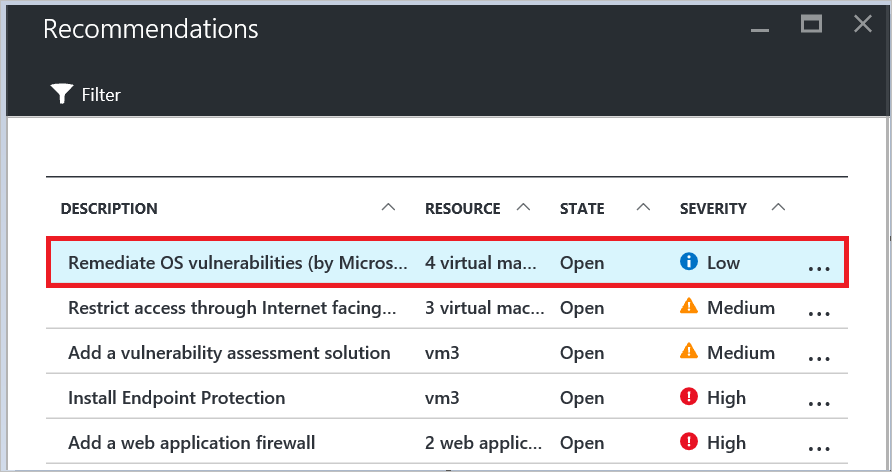 Recommendations
Filter
DESCRIPTION RESOURCE STATE SEVERITY
Remediate OS vulnerabilities (by Micros... 4 virtual ma... Open Low ...
Restrict access through Internet facing... 3 virtual mac... Open Medium ...
Add a vulnerability assessment solution vm3 Open Medium ...
Install Endpoint Protection vm3 Open High ...
Add a web application firewall 2 web applic... Open High ...